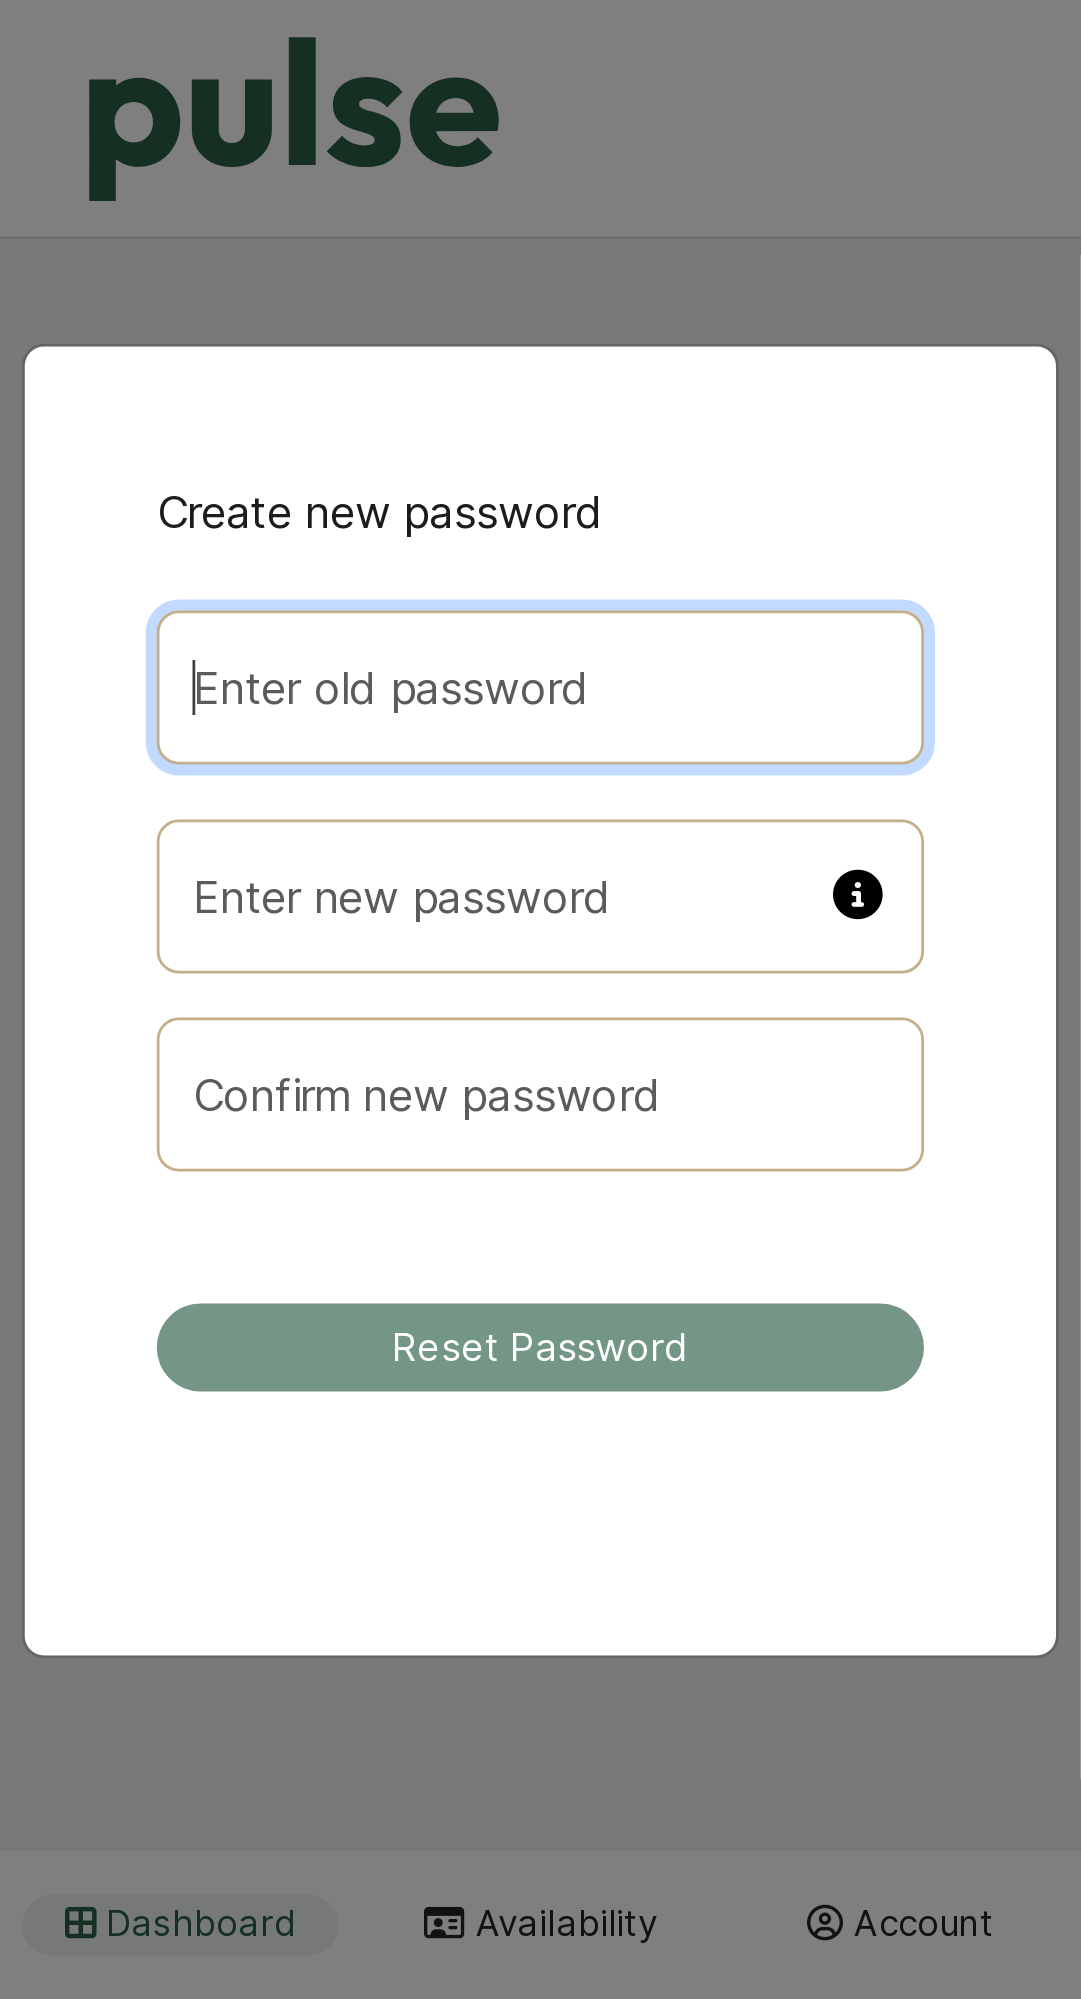 pulse
Create new password
Enter old password
Enter new password
Confirm new password
Reset Password
Dashboard
Availability
Account